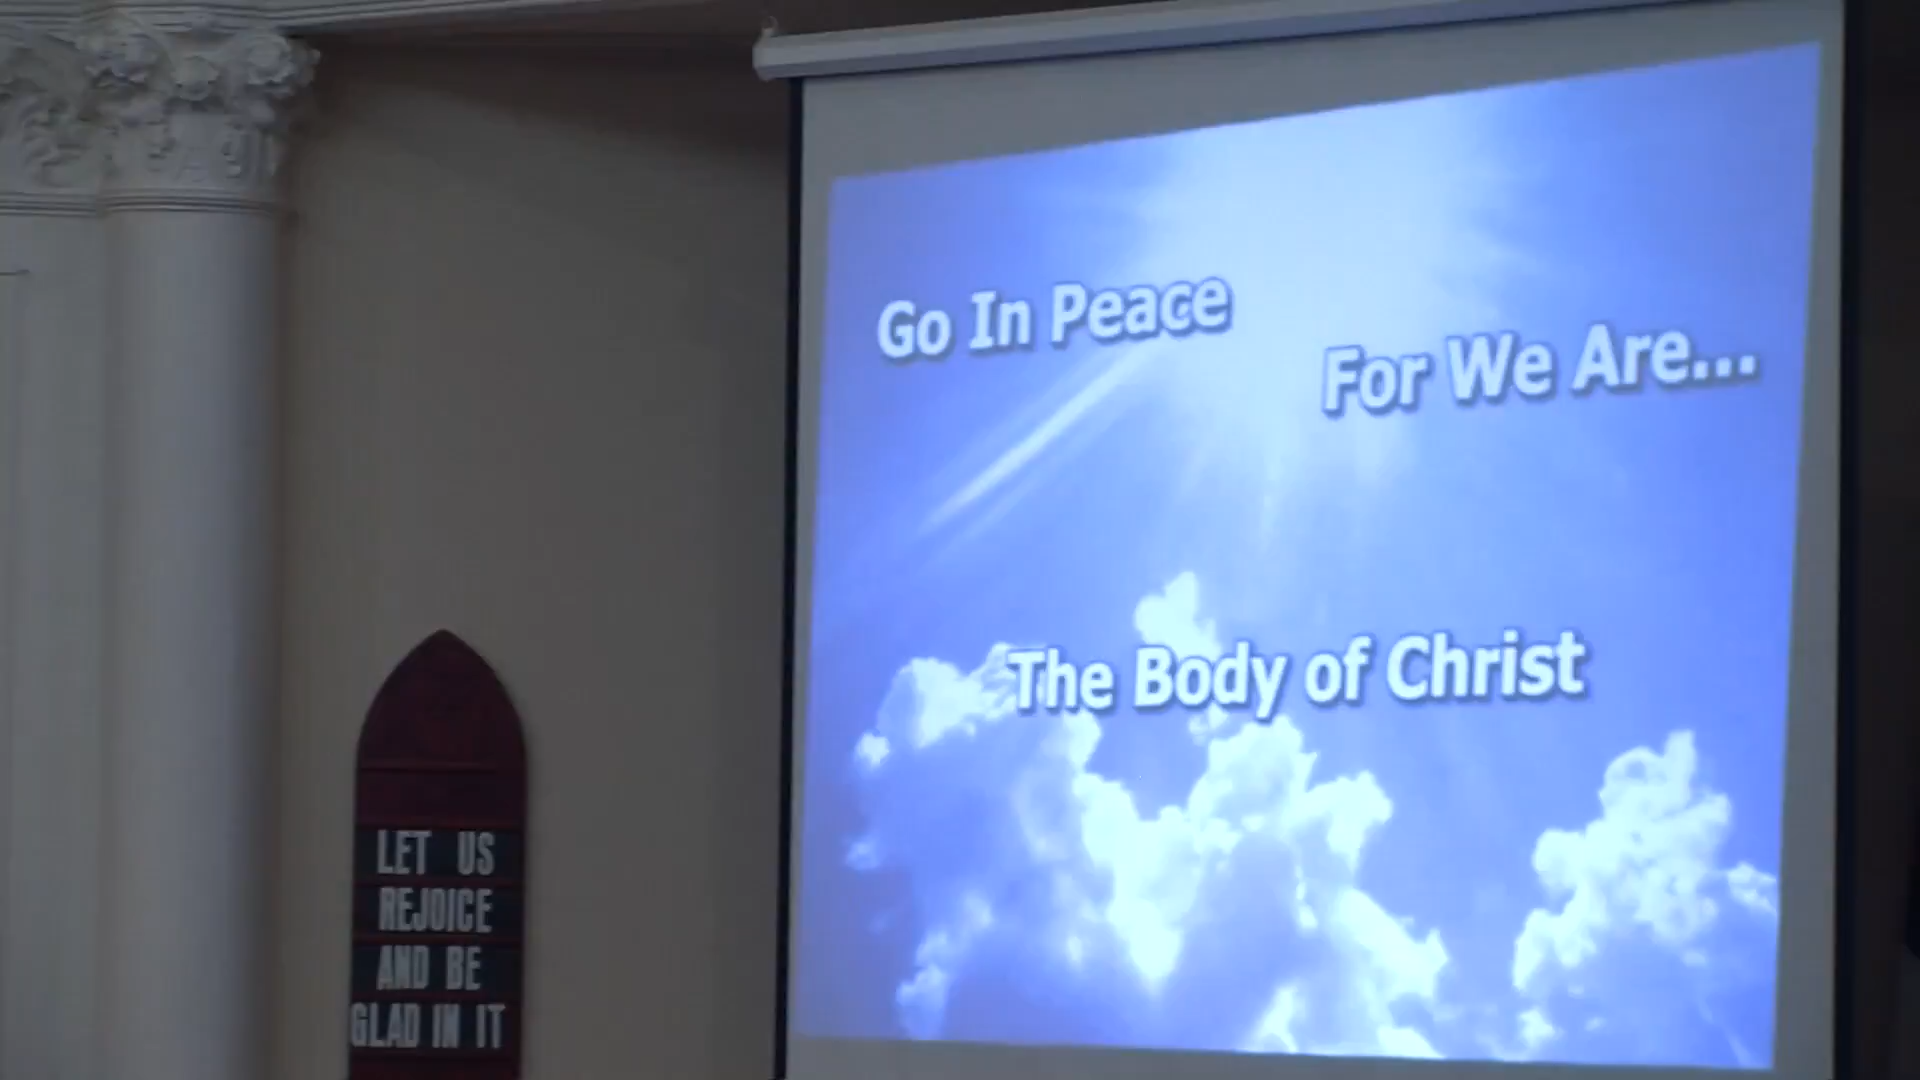 Go In Peace
For We Are...
The Body of Christ
LET US
REJOICE
AND BE
GLAD IN IT